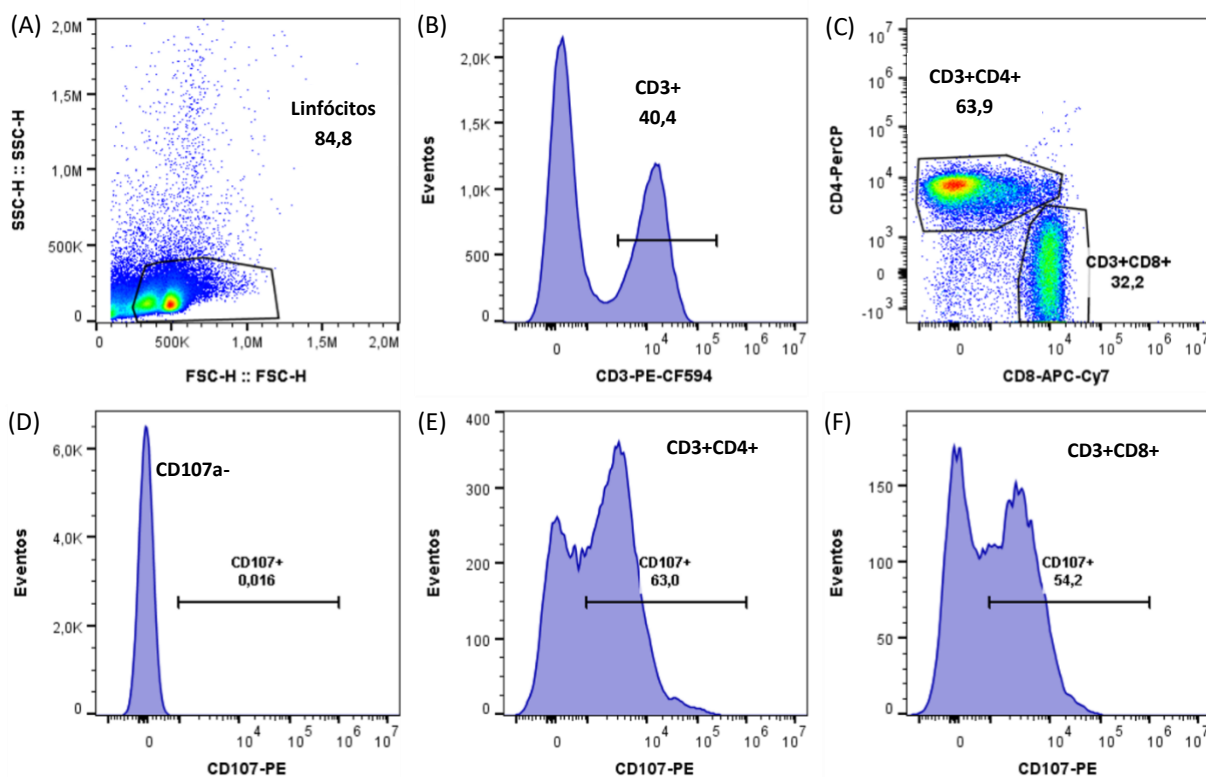 (A)
2,0M
1,5M
1,0M
500K
0
SSC-H :: SSC-H
Linfócitos
84,8
0
500K
1,0M
1,5M
2,0M
FSC-H :: FSC-H
(B)
2,0K
1,5K
1,0K
500
0
Eventos
CD3+
40,4
0
10^4
10^5
10^6
10^7
CD3-PE-CF594
(C)
10^7
10^6
10^5
10^4
10^3
0
-10^3
CD4-PerCP
CD3+CD4+
63,9
CD3+CD8+
32,2
0
10^4
10^5
10^6
10^7
CD8-APC-Cy7
(D)
6,0K
4,0K
2,0K
0
Eventos
CD107a-
CD107+
0,016
0
10^4
10^5
10^6
10^7
CD107-PE
(E)
400
300
200
100
0
Eventos
CD3+CD4+
CD107+
63,0
0
10^4
10^5
10^6
10^7
CD107-PE
(F)
150
100
50
0
Eventos
CD3+CD8+
CD107+
54,2
0
10^4
10^5
10^6
10^7
CD107-PE